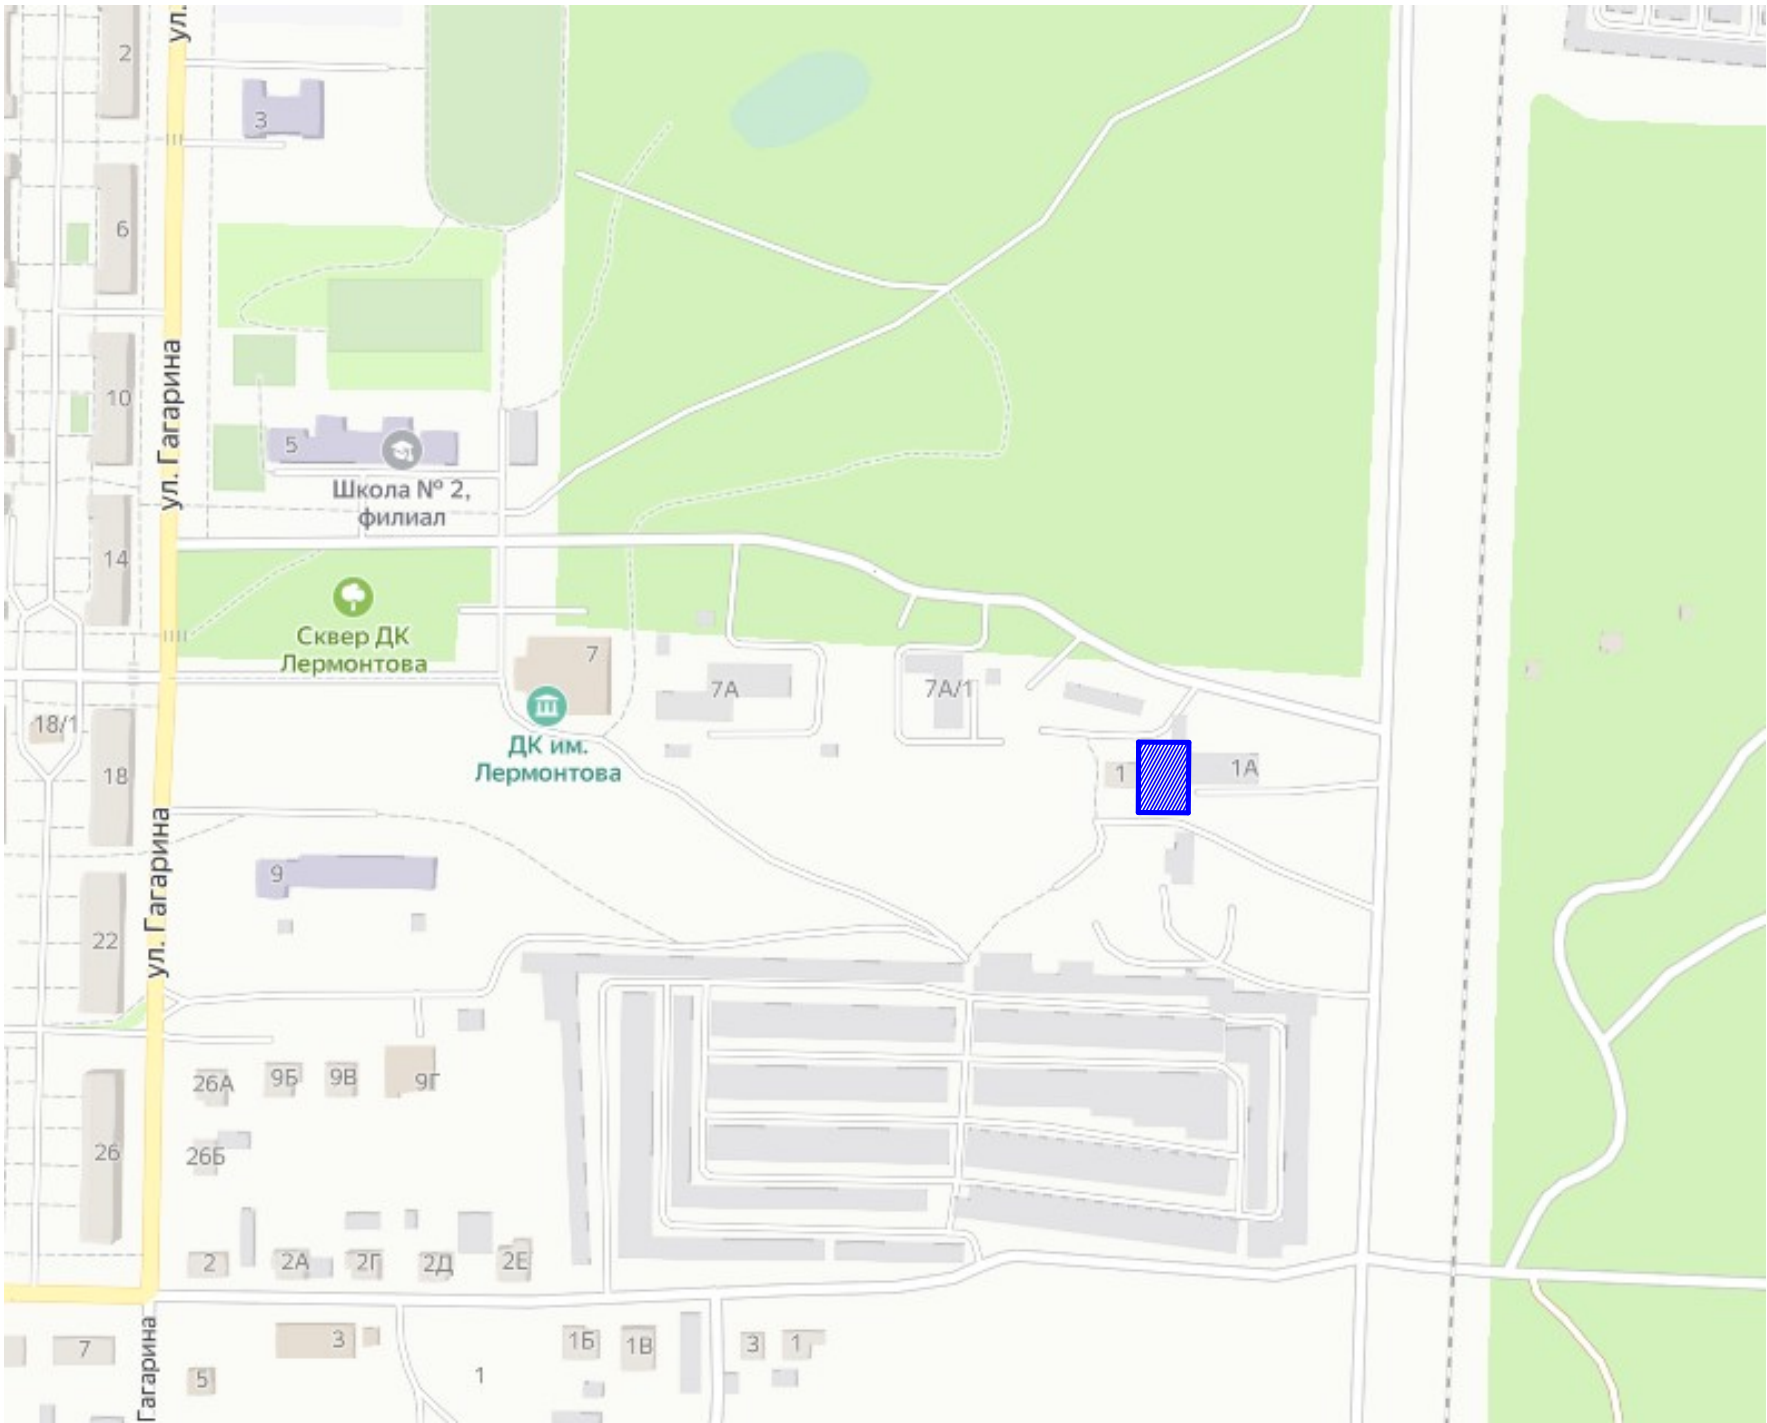 ул.
2
3
6
ул. Гагарина
10
5
Школа № 2,
филиал
14
Сквер ДК
Лермонтова
7
7А
7А/1
18/1
ДК им.
Лермонтова
18
1
1А
ул. Гагарина
9
22
26А
9Б
9В
9Г
26
26Б
2
2А
2Г
2Д
2Е
Гагарина
7
3
1Б
1В
3
1
5
1